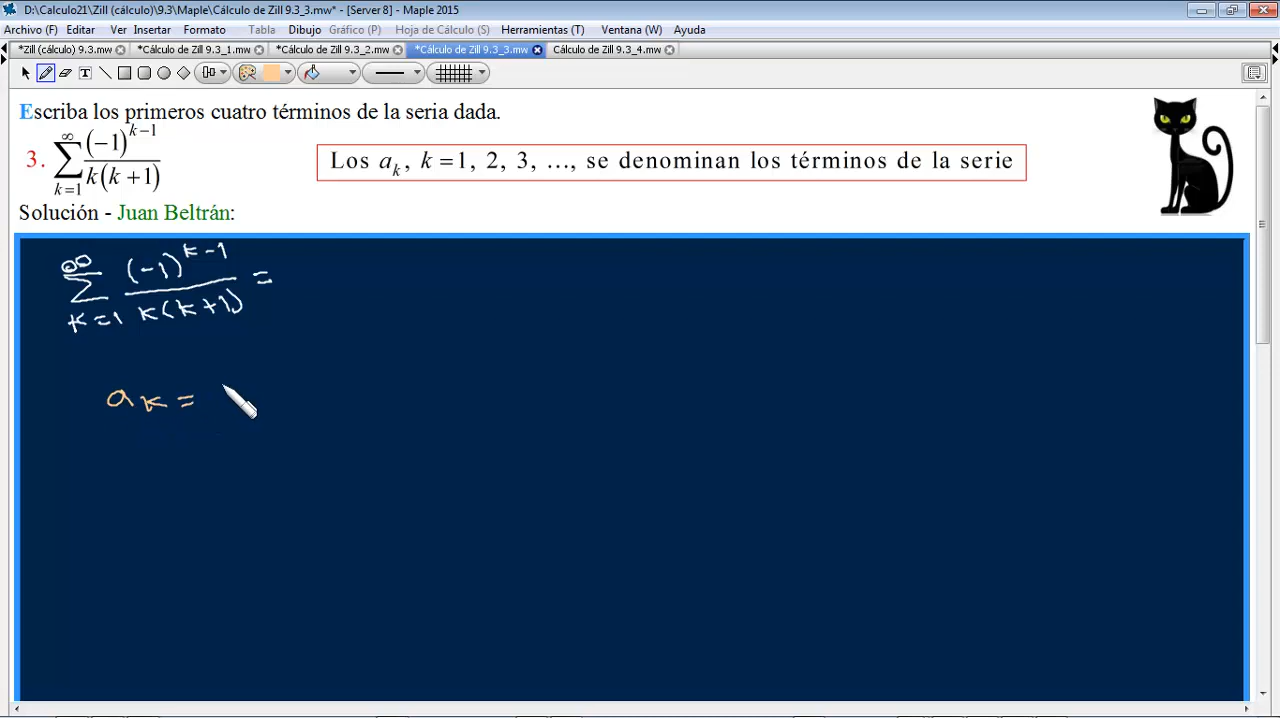 D:\Calculo21\Zill (cálculo)\9.3\Maple\Cálculo de Zill 9.3_3.mw* - [Server 8] - Maple 2015
Archivo (F) Editar Ver Insertar Formato Tabla Dibujo Gráfico (P) Hoja de Cálculo (S) Herramientas (T) Ventana (W) Ayuda
*Zill (cálculo) 9.3.mw *Cálculo de Zill 9.3_1.mw *Cálculo de Zill 9.3_2.mw *Cálculo de Zill 9.3_3.mw Cálculo de Zill 9.3_4.mw
Escriba los primeros cuatro términos de la seria dada.
3. ∑_{k=1}^{∞} (-1)^{k-1} / k(k+1)
Los a_k, k = 1, 2, 3, ..., se denominan los términos de la serie
Solución - Juan Beltrán:
∑_{k=1}^{∞} (-1)^{k-1} / k(k+1) =
a_k =